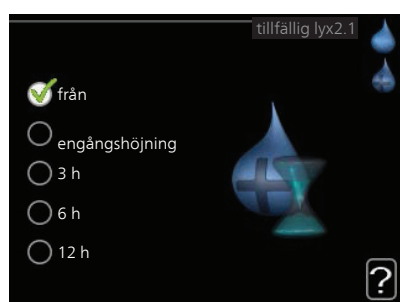 tillfällig lyx2.1
från
engångshöjning
3 h
6 h
12 h
?